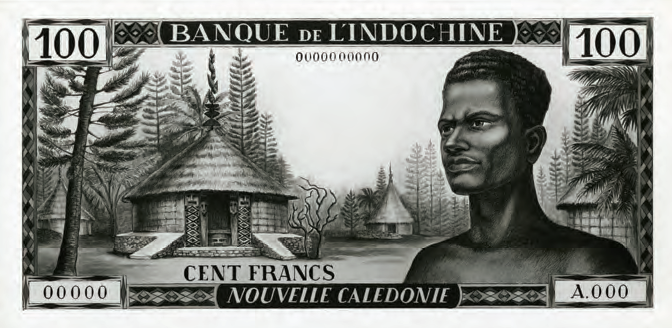 100 BANQUE DE L'INDOCHINE 100
0000000000
CENT FRANCS
00000 NOUVELLE CALEDONIE A.000